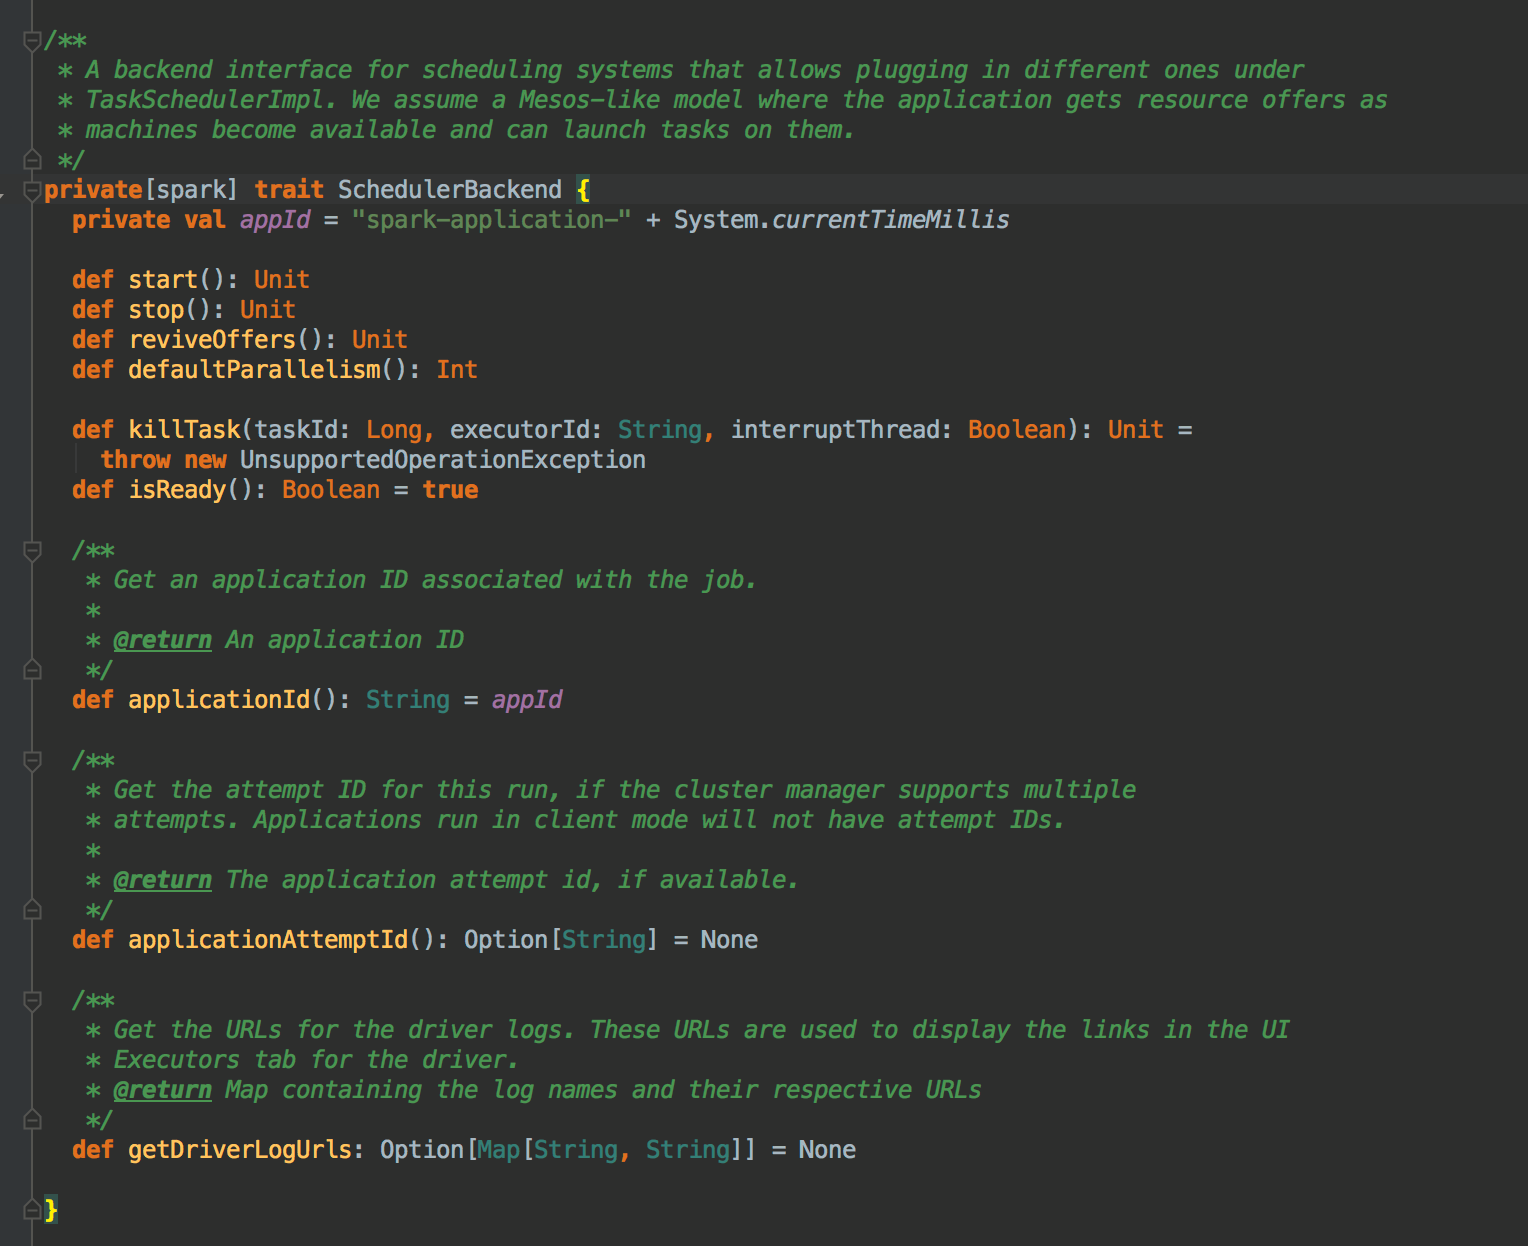 /**
 * A backend interface for scheduling systems that allows plugging in different ones under
 * TaskSchedulerImpl. We assume a Mesos-like model where the application gets resource offers as
 * machines become available and can launch tasks on them.
 */
private[spark] trait SchedulerBackend {
  private val appId = "spark-application-" + System.currentTimeMillis

  def start(): Unit
  def stop(): Unit
  def reviveOffers(): Unit
  def defaultParallelism(): Int

  def killTask(taskId: Long, executorId: String, interruptThread: Boolean): Unit =
    throw new UnsupportedOperationException
  def isReady(): Boolean = true

  /**
   * Get an application ID associated with the job.
   *
   * @return An application ID
   */
  def applicationId(): String = appId

  /**
   * Get the attempt ID for this run, if the cluster manager supports multiple
   * attempts. Applications run in client mode will not have attempt IDs.
   *
   * @return The application attempt id, if available.
   */
  def applicationAttemptId(): Option[String] = None

  /**
   * Get the URLs for the driver logs. These URLs are used to display the links in the UI
   * Executors tab for the driver.
   * @return Map containing the log names and their respective URLs
   */
  def getDriverLogUrls: Option[Map[String, String]] = None

}